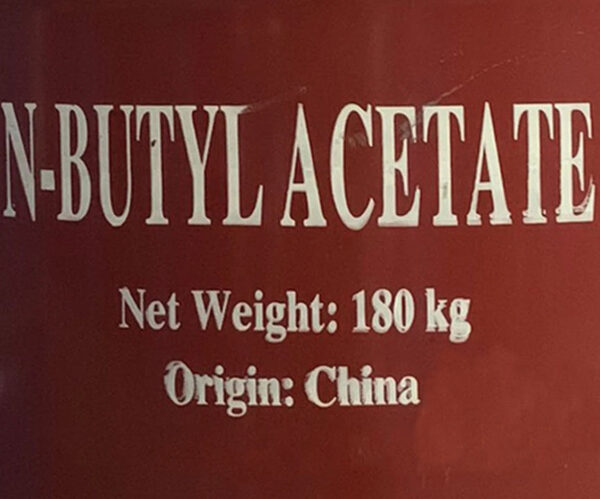 N-BUTYL ACETATE
Net Weight: 180 kg
Origin: China